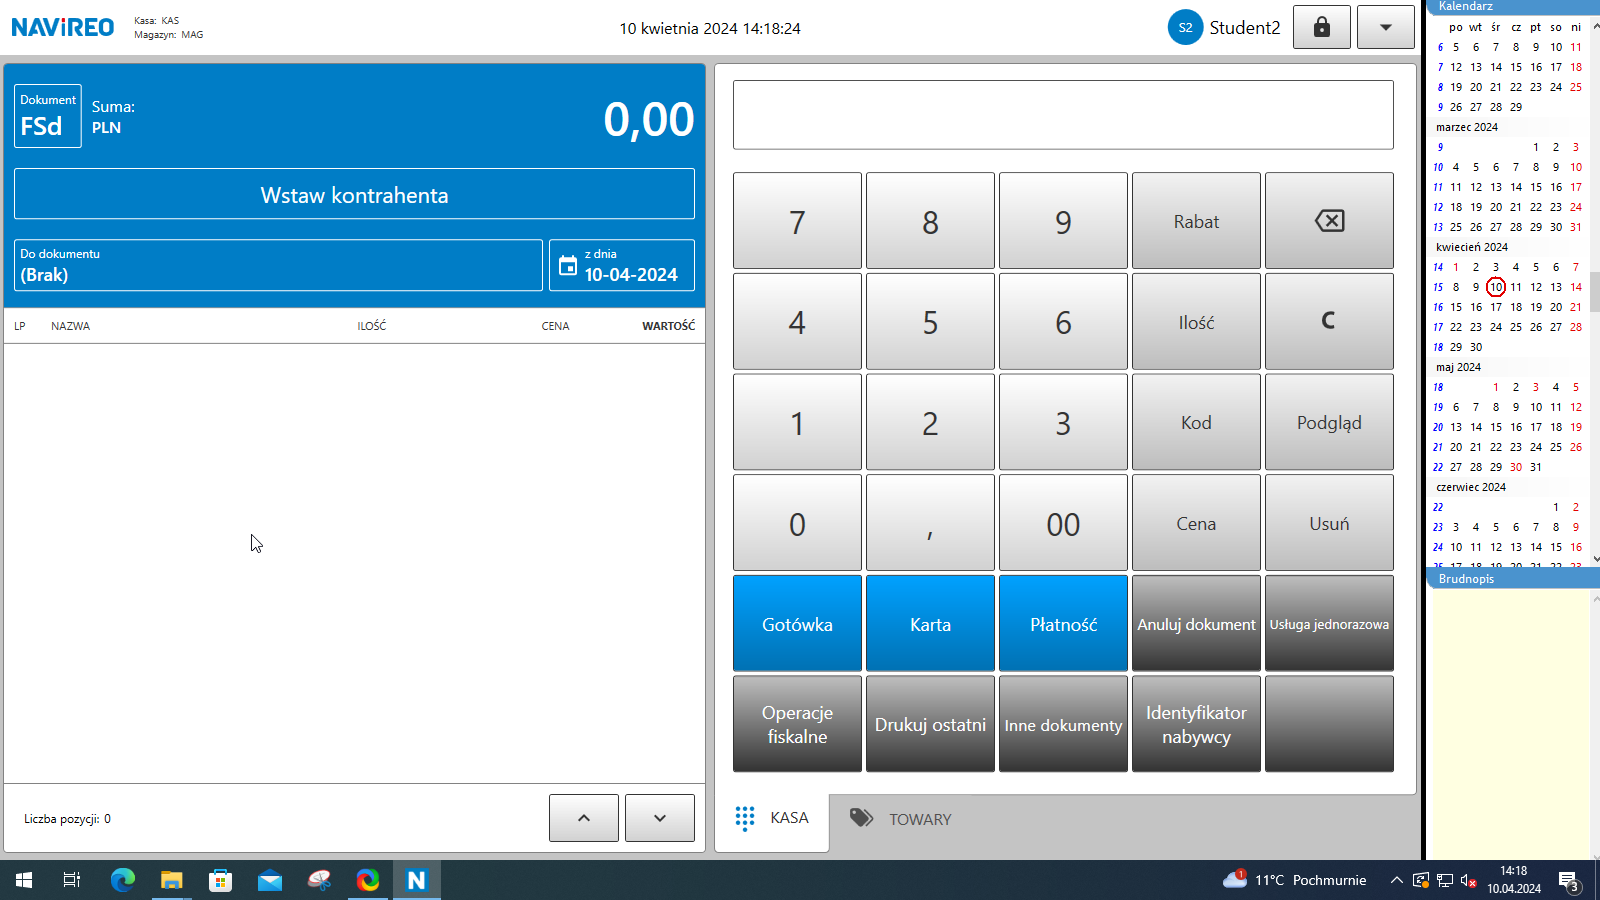 NAVIREO
Kasa: KAS
Magazyn: MAG
10 kwietnia 2024 14:18:24
S2
Student2
Dokument
FSd
Suma:
PLN
0,00
Wstaw kontrahenta
Do dokumentu
(Brak)
z dnia
10-04-2024
LP NAZWA ILOŚĆ CENA WARTOŚĆ
Liczba pozycji: 0
7 8 9 Rabat
4 5 6 Ilość C
1 2 3 Kod Podgląd
0 , 00 Cena Usuń
Gotówka Karta Płatność Anuluj dokument Usługa jednorazowa
Operacje fiskalne Drukuj ostatni Inne dokumenty Identyfikator nabywcy
KASA TOWARY
Kalendarz
po wt śr cz pt so ni
6 5 6 7 8 9 10 11
7 12 13 14 15 16 17 18
8 19 20 21 22 23 24 25
9 26 27 28 29
marzec 2024
9 1 2 3
10 4 5 6 7 8 9 10
11 11 12 13 14 15 16 17
12 18 19 20 21 22 23 24
13 25 26 27 28 29 30 31
kwiecień 2024
14 1 2 3 4 5 6 7
15 8 9 10 11 12 13 14
16 15 16 17 18 19 20 21
17 22 23 24 25 26 27 28
18 29 30
maj 2024
18 1 2 3 4 5
19 6 7 8 9 10 11 12
20 13 14 15 16 17 18 19
21 20 21 22 23 24 25 26
22 27 28 29 30 31
czerwiec 2024
22 1 2
23 3 4 5 6 7 8 9
24 10 11 12 13 14 15 16
Brudnopis
N
1
11°C Pochmurnie
14:18
10.04.2024
3